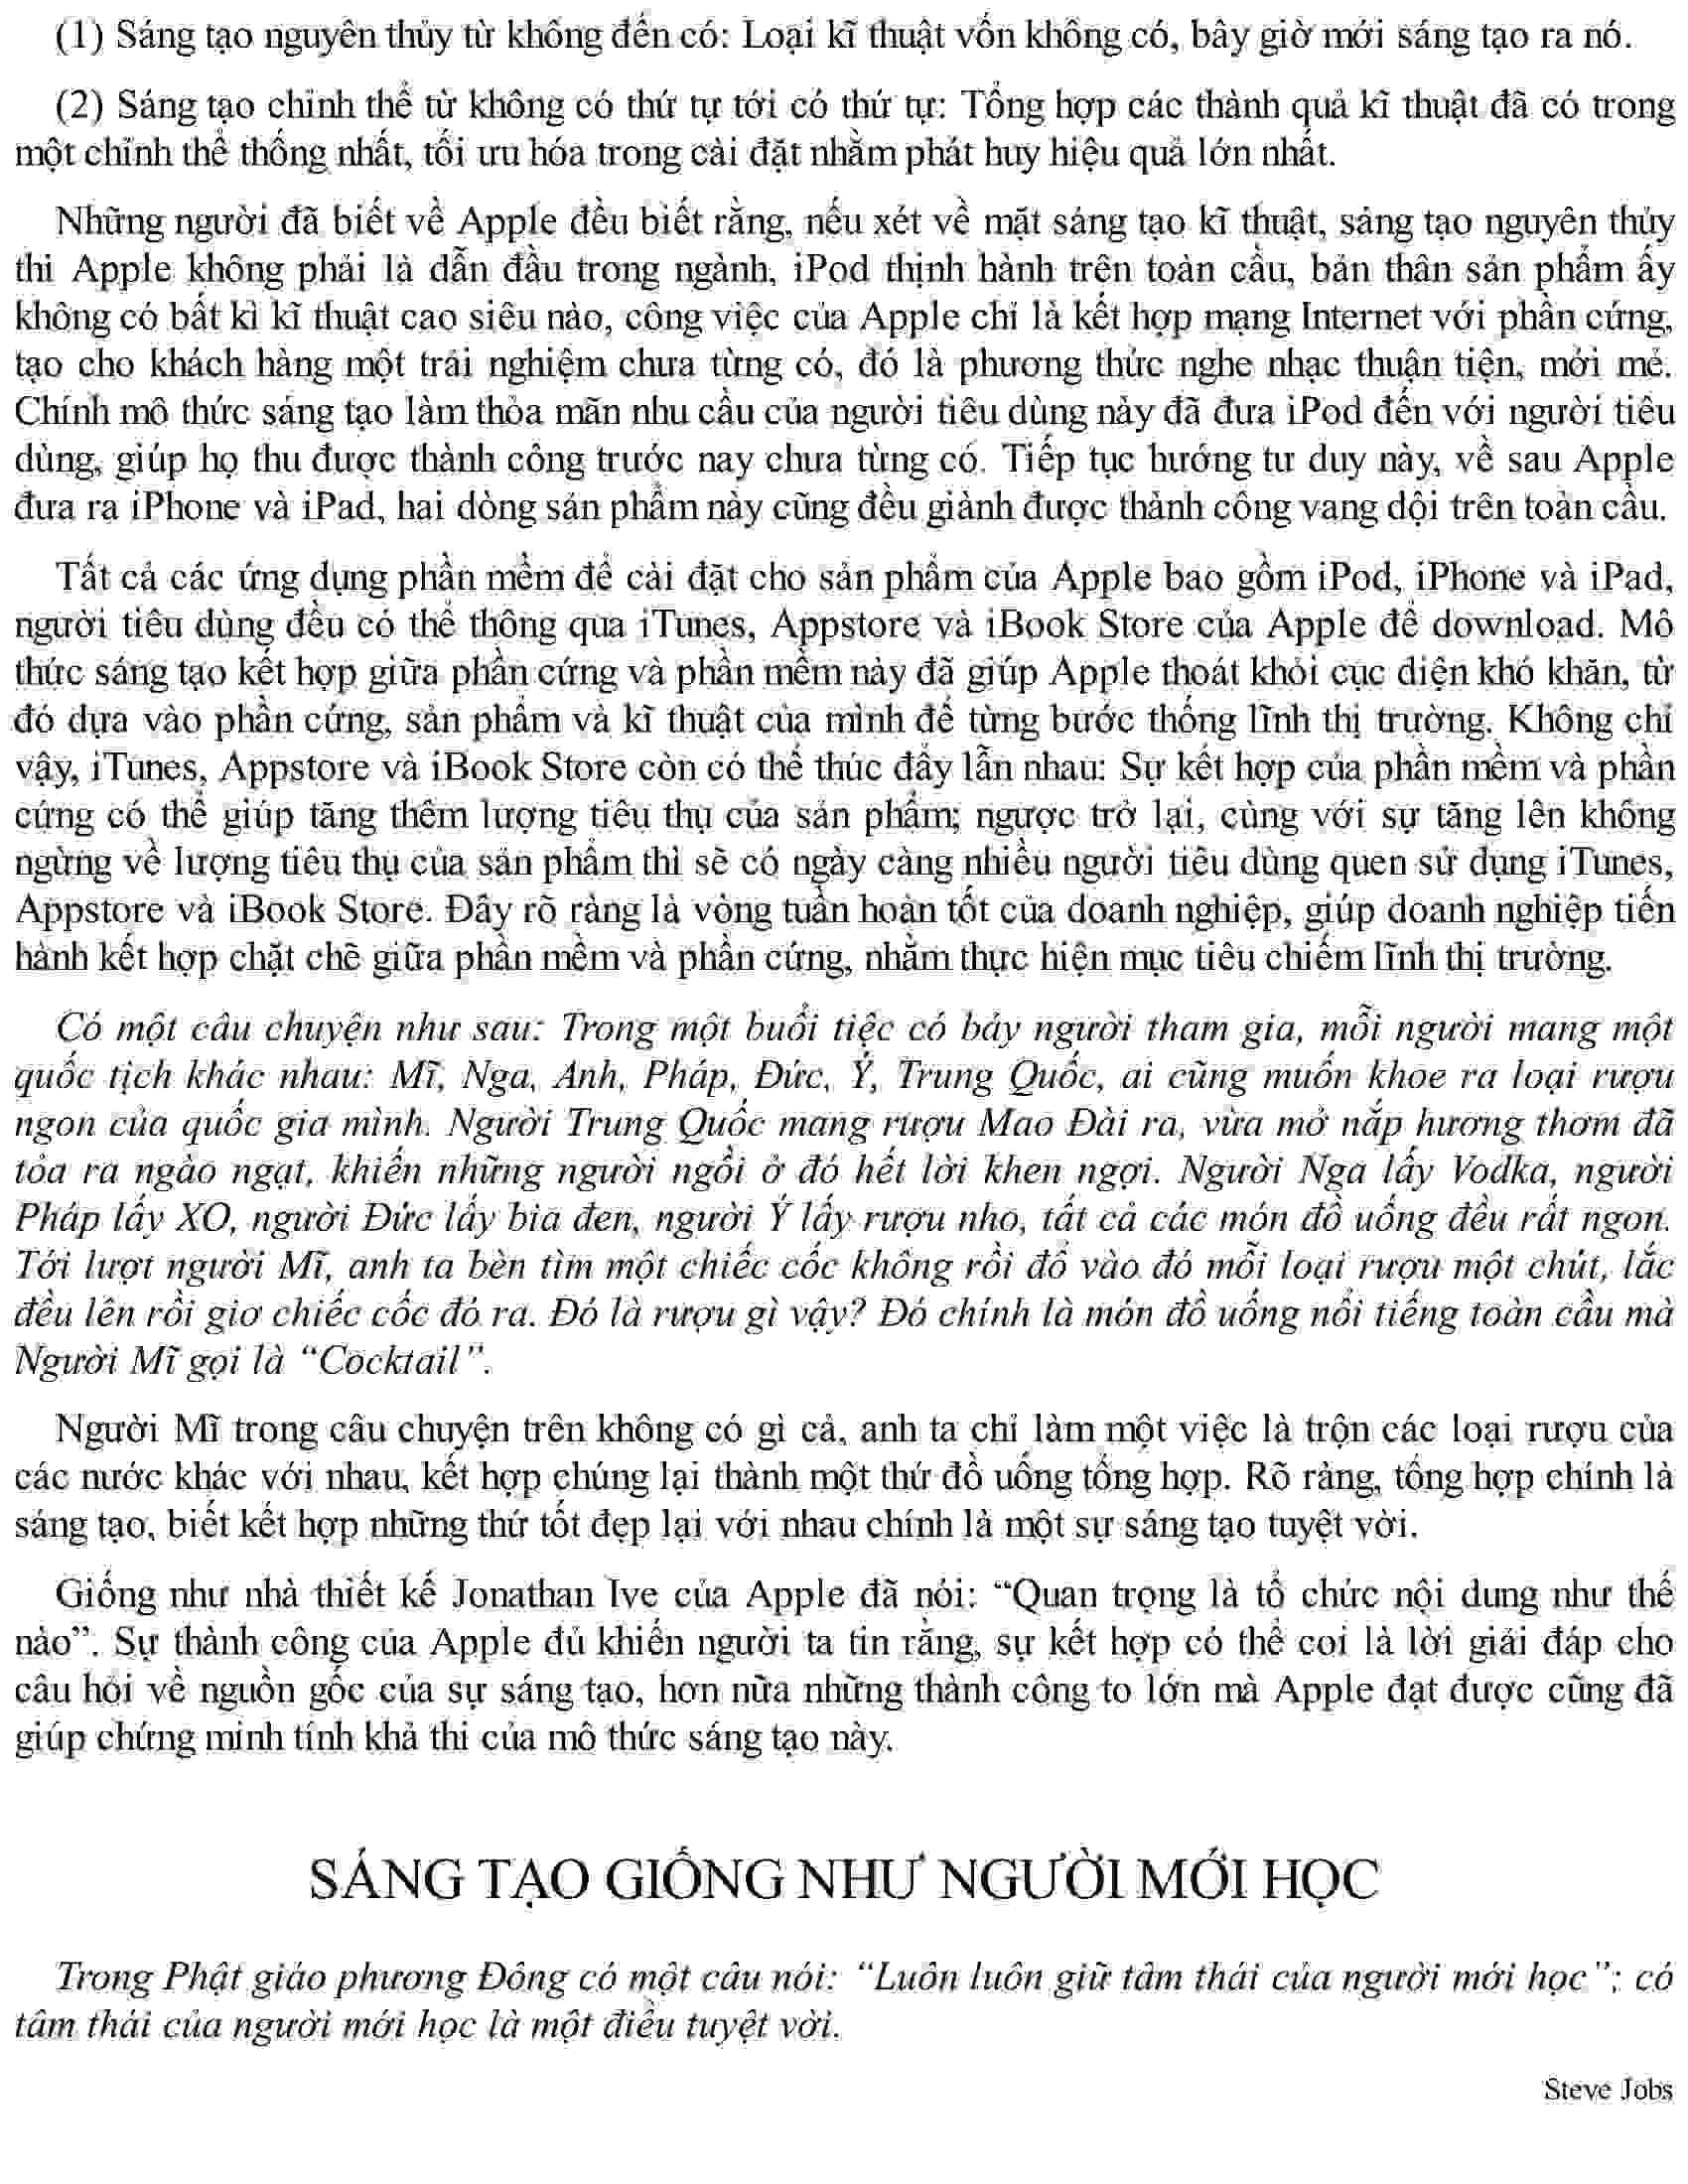 (1) Sáng tạo nguyên thủy từ không đến có: Loại kĩ thuật vốn không có, bây giờ mới sáng tạo ra nó.
(2) Sáng tạo chỉnh thể từ không có thứ tự tới có thứ tự: Tổng hợp các thành quả kĩ thuật đã có trong
một chỉnh thể thống nhất, tối ưu hóa trong cài đặt nhằm phát huy hiệu quả lớn nhất.
Những người đã biết về Apple đều biết rằng, nếu xét về mặt sáng tạo kĩ thuật, sáng tạo nguyên thủy
thì Apple không phải là dẫn đầu trong ngành, iPod thịnh hành trên toàn cầu, bản thân sản phẩm ấy
không có bất kì kĩ thuật cao siêu nào, công việc của Apple chỉ là kết hợp mạng Internet với phần cứng,
tạo cho khách hàng một trải nghiệm chưa từng có, đó là phương thức nghe nhạc thuận tiện, mới mẻ.
Chính mô thức sáng tạo làm thỏa mãn nhu cầu của người tiêu dùng này đã đưa iPod đến với người tiêu
dùng, giúp họ thu được thành công trước nay chưa từng có. Tiếp tục hướng tư duy này, về sau Apple
đưa ra iPhone và iPad, hai dòng sản phẩm này cũng đều giành được thành công vang dội trên toàn cầu.
Tất cả các ứng dụng phần mềm để cài đặt cho sản phẩm của Apple bao gồm iPod, iPhone và iPad,
người tiêu dùng đều có thể thông qua iTunes, Appstore và iBook Store của Apple để download. Mô
thức sáng tạo kết hợp giữa phần cứng và phần mềm này đã giúp Apple thoát khỏi cục diện khó khăn, từ
đó dựa vào phần cứng, sản phẩm và kĩ thuật của mình để từng bước thống lĩnh thị trường. Không chỉ
vậy, iTunes, Appstore và iBook Store còn có thể thúc đẩy lẫn nhau: Sự kết hợp của phần mềm và phần
cứng có thể giúp tăng thêm lượng tiêu thụ của sản phẩm; ngược trở lại, cùng với sự tăng lên không
ngừng về lượng tiêu thụ của sản phẩm thì sẽ có ngày càng nhiều người tiêu dùng quen sử dụng iTunes,
Appstore và iBook Store. Đây rõ ràng là vòng tuần hoàn tốt của doanh nghiệp, giúp doanh nghiệp tiến
hành kết hợp chặt chẽ giữa phần mềm và phần cứng, nhằm thực hiện mục tiêu chiếm lĩnh thị trường.
Có một câu chuyện như sau: Trong một buổi tiệc có bảy người tham gia, mỗi người mang một
quốc tịch khác nhau: Mĩ, Nga, Anh, Pháp, Đức, Ý, Trung Quốc, ai cũng muốn khoe ra loại rượu
ngon của quốc gia mình. Người Trung Quốc mang rượu Mao Đài ra, vừa mở nắp hương thơm đã
tỏa ra ngào ngạt, khiến những người ngồi ở đó hết lời khen ngợi. Người Nga lấy Vodka, người
Pháp lấy XO, người Đức lấy bia đen, người Ý lấy rượu nho, tất cả các món đồ uống đều rất ngon.
Tới lượt người Mĩ, anh ta bèn tìm một chiếc cốc không rồi đổ vào đó mỗi loại rượu một chút, lắc
đều lên rồi giơ chiếc cốc đó ra. Đó là rượu gì vậy? Đó chính là món đồ uống nổi tiếng toàn cầu mà
Người Mĩ gọi là “Cocktail”.
Người Mĩ trong câu chuyện trên không có gì cả, anh ta chỉ làm một việc là trộn các loại rượu của
các nước khác với nhau, kết hợp chúng lại thành một thứ đồ uống tổng hợp. Rõ ràng, tổng hợp chính là
sáng tạo, biết kết hợp những thứ tốt đẹp lại với nhau chính là một sự sáng tạo tuyệt vời.
Giống như nhà thiết kế Jonathan Ive của Apple đã nói: “Quan trọng là tổ chức nội dung như thế
nào”. Sự thành công của Apple đủ khiến người ta tin rằng, sự kết hợp có thể coi là lời giải đáp cho
câu hỏi về nguồn gốc của sự sáng tạo, hơn nữa những thành công to lớn mà Apple đạt được cũng đã
giúp chứng minh tính khả thi của mô thức sáng tạo này.
SÁNG TẠO GIỐNG NHƯ NGƯỜI MỚI HỌC
Trong Phật giáo phương Đông có một câu nói: “Luôn luôn giữ tâm thái của người mới học”; có
tâm thái của người mới học là một điều tuyệt vời.
Steve Jobs